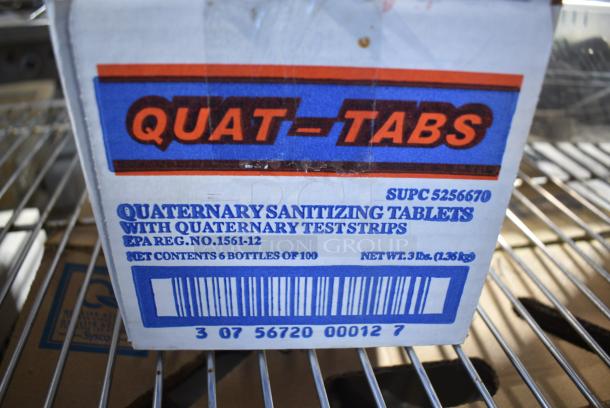 QUAT-TABS
SUPC 5256670
QUATERNARY SANITIZING TABLETS
WITH QUATERNARY TEST STRIPS
EPA REG. NO. 1561-12
NET CONTENTS 6 BOTTLES OF 100 NET WT. 3 lbs. (1.36 kg)
3 07 56720 00012 7